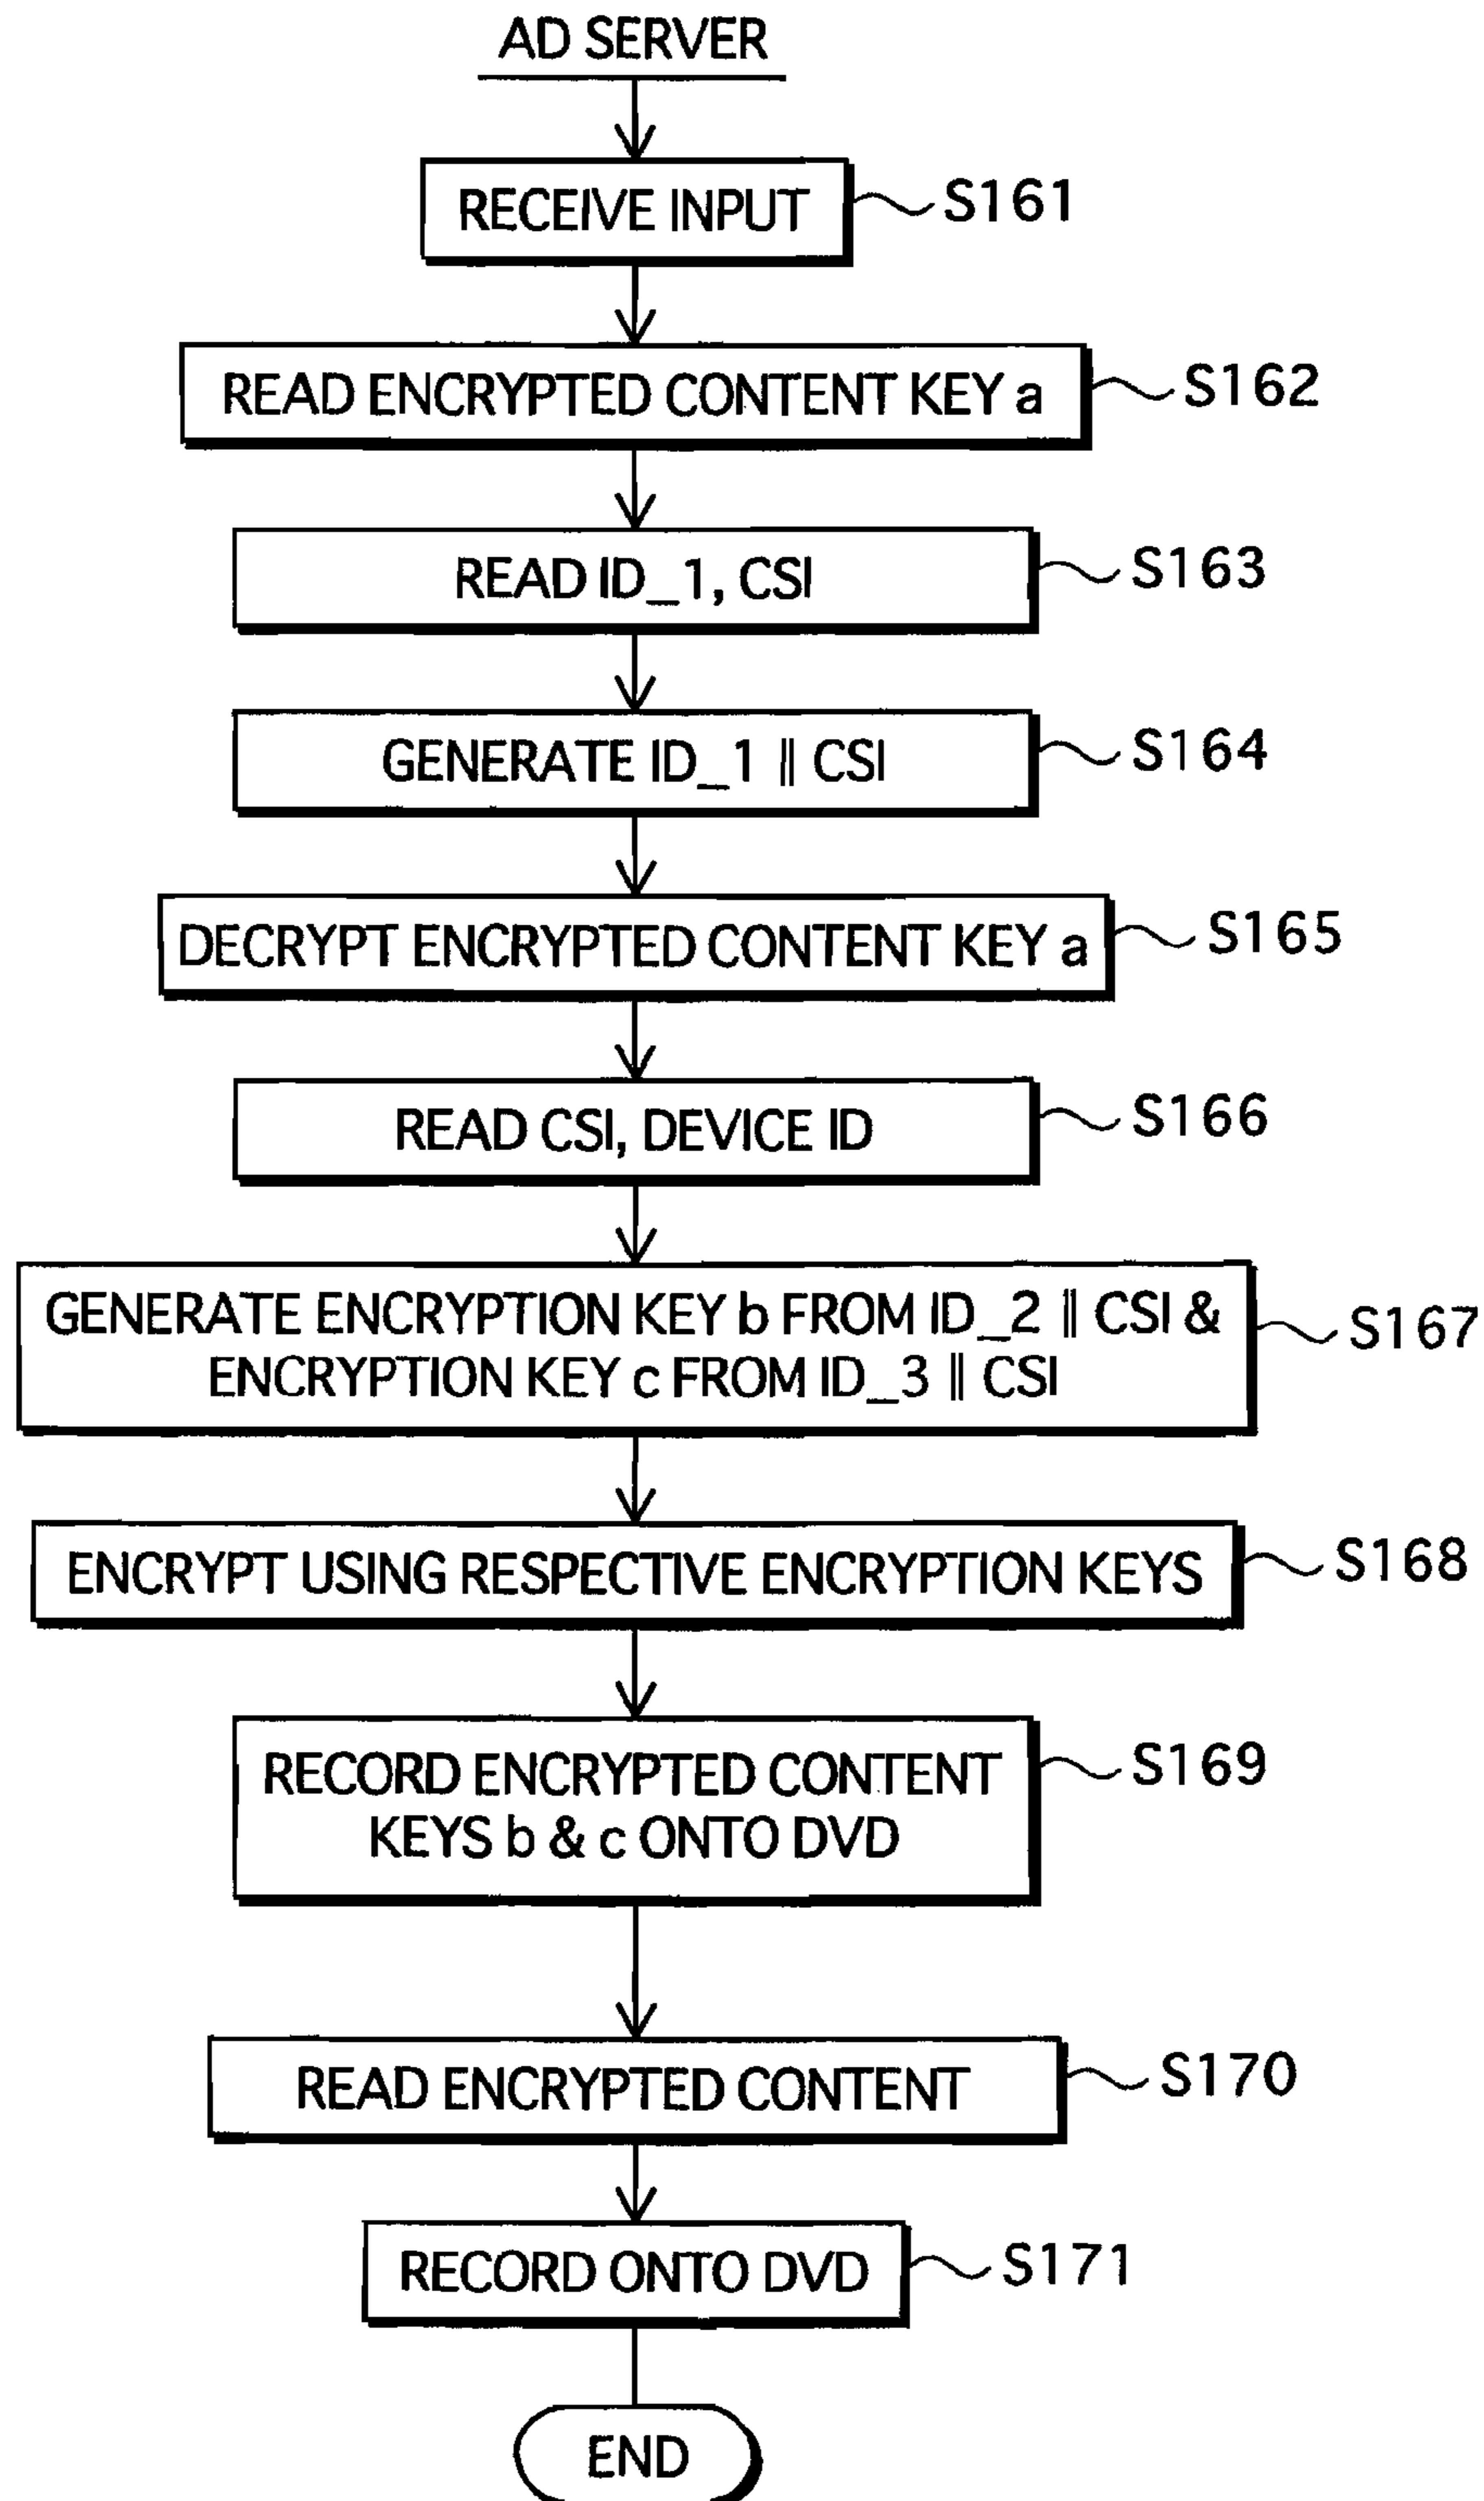 AD SERVER
RECEIVE INPUT
S161
READ ENCRYPTED CONTENT KEY a
S162
READ ID_1, CSI
S163
GENERATE ID_1 || CSI
S164
DECRYPT ENCRYPTED CONTENT KEY a
S165
READ CSI, DEVICE ID
S166
GENERATE ENCRYPTION KEY b FROM ID_2 || CSI &
ENCRYPTION KEY c FROM ID_3 || CSI
S167
ENCRYPT USING RESPECTIVE ENCRYPTION KEYS
S168
RECORD ENCRYPTED CONTENT
KEYS b & c ONTO DVD
S169
READ ENCRYPTED CONTENT
S170
RECORD ONTO DVD
S171
END